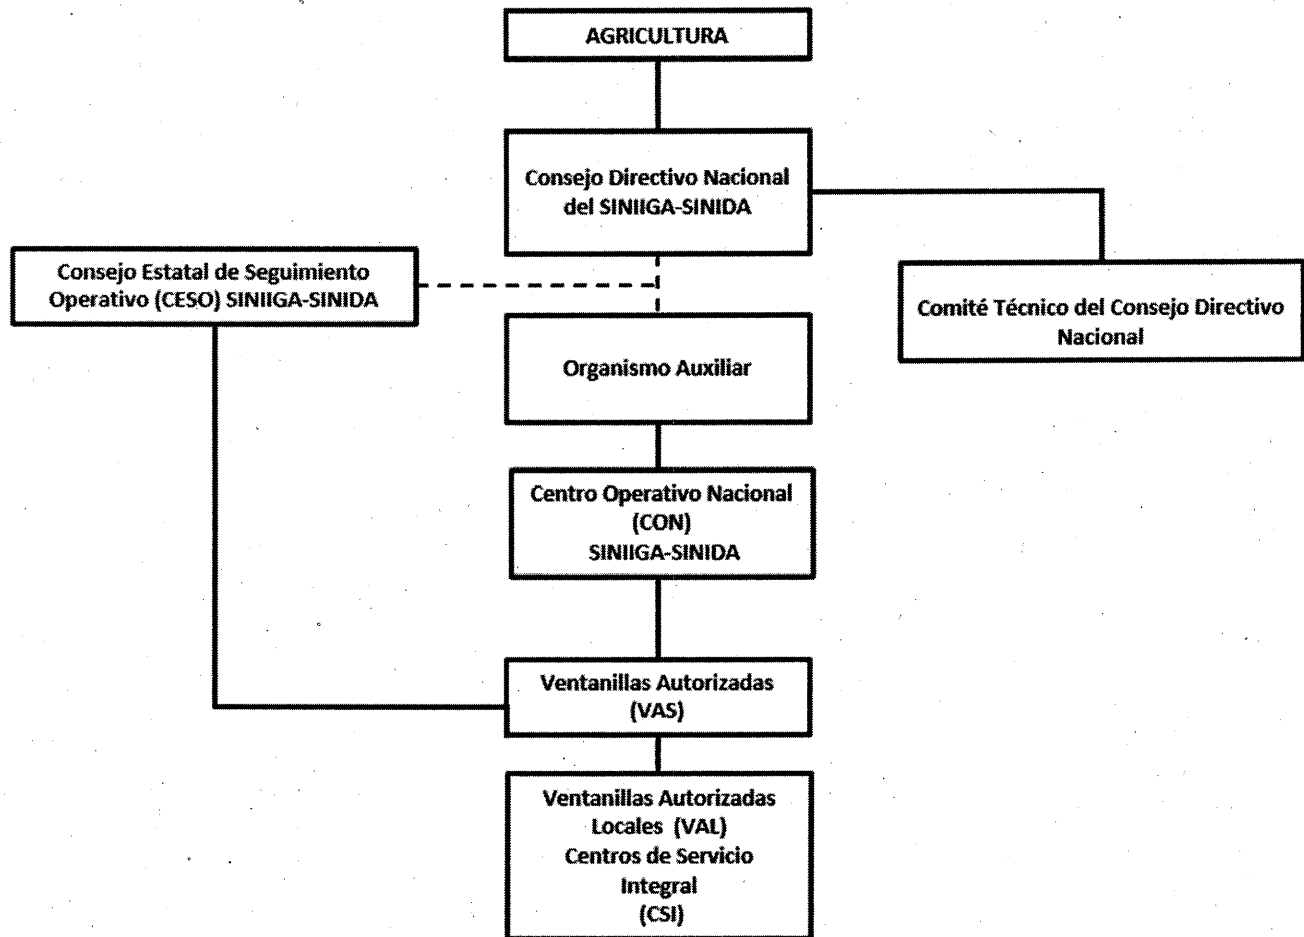 AGRICULTURA
Consejo Directivo Nacional
del SINIIGA-SINIDA
Consejo Estatal de Seguimiento
Operativo (CESO) SINIIGA-SINIDA
Comité Técnico del Consejo Directivo
Nacional
Organismo Auxiliar
Centro Operativo Nacional
(CON)
SINIIGA-SINIDA
Ventanillas Autorizadas
(VAS)
Ventanillas Autorizadas
Locales (VAL)
Centros de Servicio
Integral
(CSI)